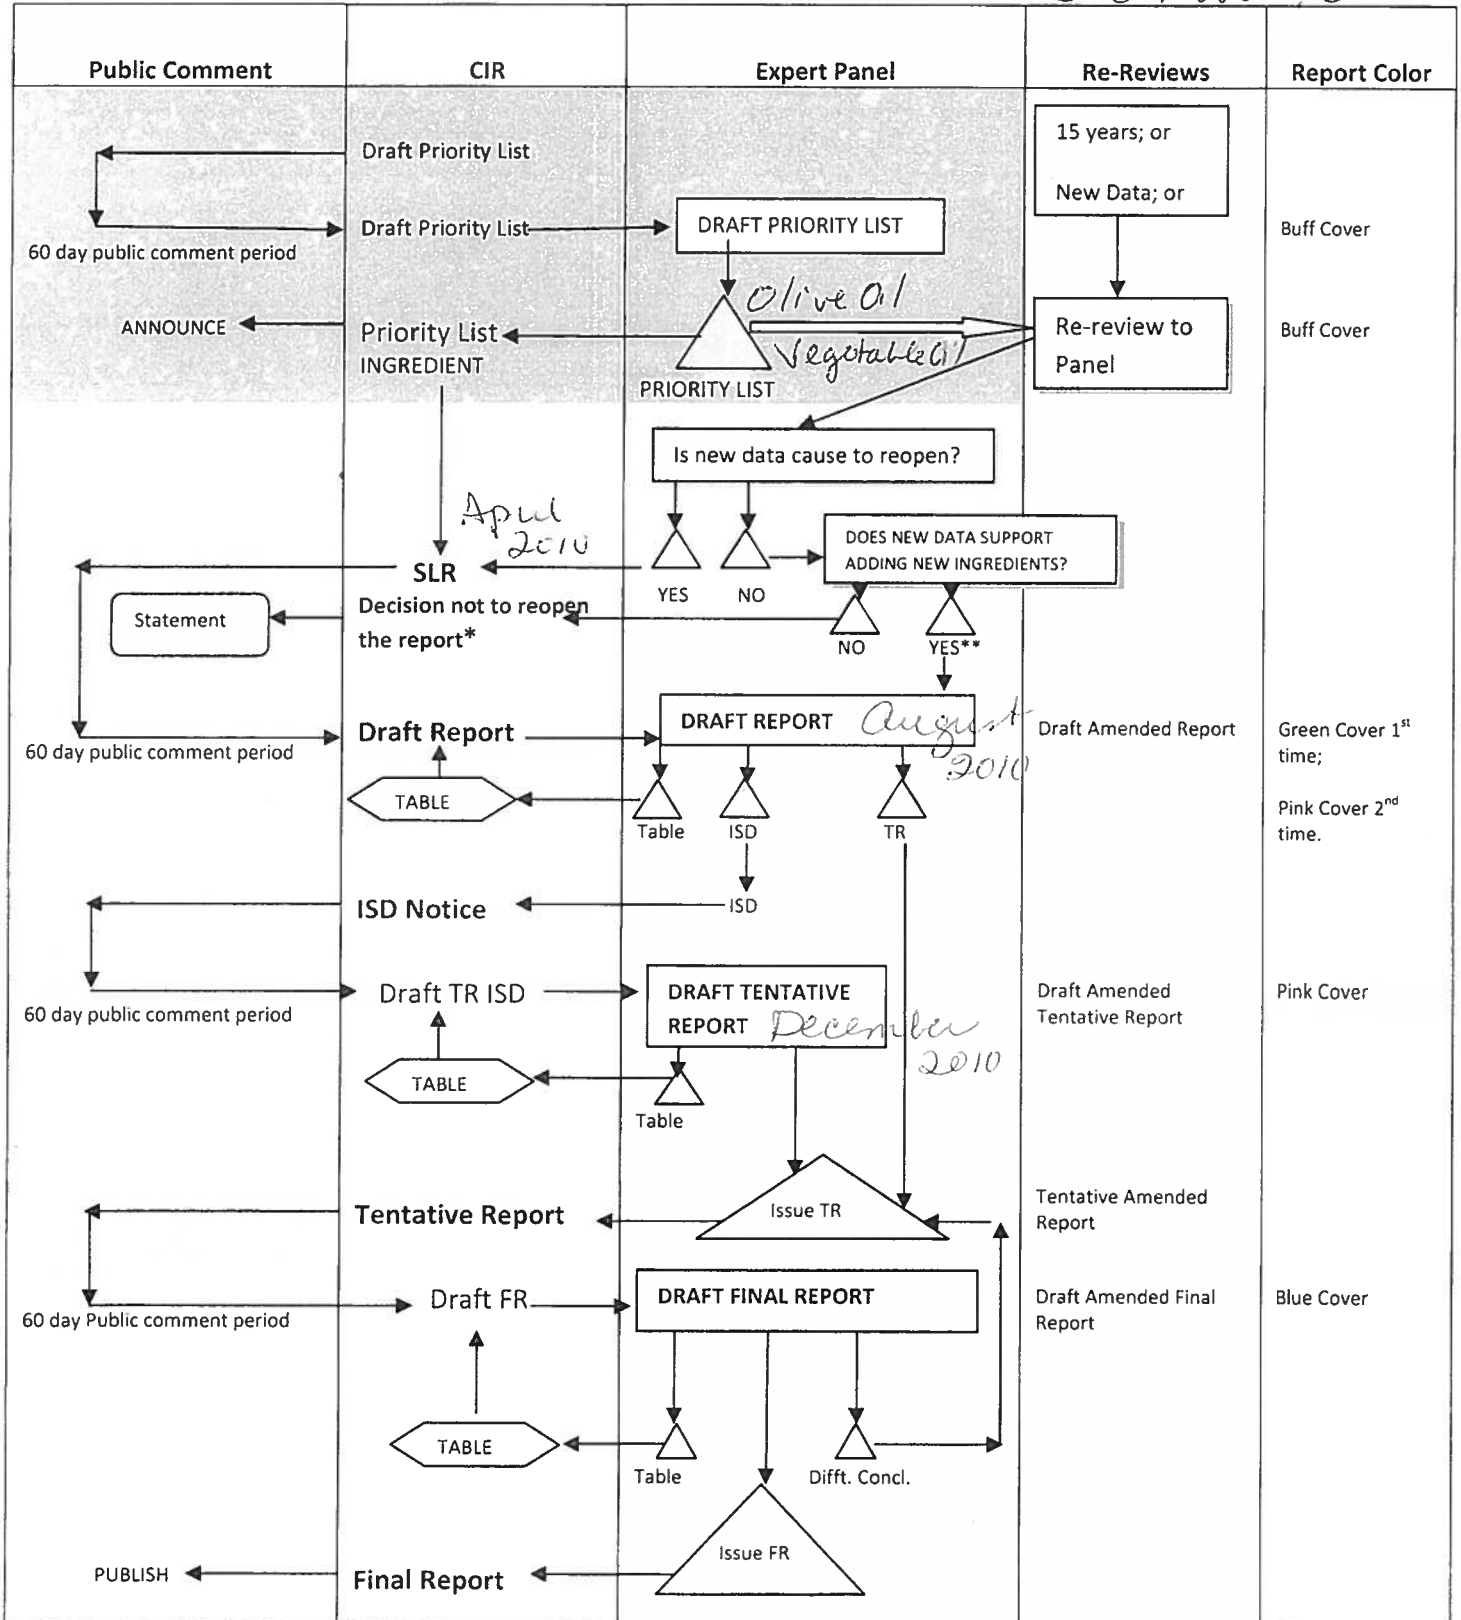 Public Comment
CIR
Expert Panel
Re-Reviews
Report Color
15 years; or
New Data; or
Draft Priority List
Draft Priority List
DRAFT PRIORITY LIST
Buff Cover
60 day public comment period
Olive Oil
ANNOUNCE
Priority List
INGREDIENT
Vegetable Oil
PRIORITY LIST
Re-review to
Panel
Buff Cover
Is new data cause to reopen?
April
2010
DOES NEW DATA SUPPORT
ADDING NEW INGREDIENTS?
SLR
YES
NO
Statement
Decision not to reopen
the report*
NO
YES**
60 day public comment period
Draft Report
DRAFT REPORT
August
2010
Draft Amended Report
Green Cover 1st
time;
Pink Cover 2nd
time.
TABLE
Table
ISD
TR
ISD Notice
ISD
60 day public comment period
Draft TR ISD
DRAFT TENTATIVE
REPORT
December
2010
Draft Amended
Tentative Report
Pink Cover
TABLE
Table
Tentative Report
Issue TR
Tentative Amended
Report
60 day Public comment period
Draft FR
DRAFT FINAL REPORT
Draft Amended Final
Report
Blue Cover
TABLE
Table
Difft. Concl.
Issue FR
PUBLISH
Final Report